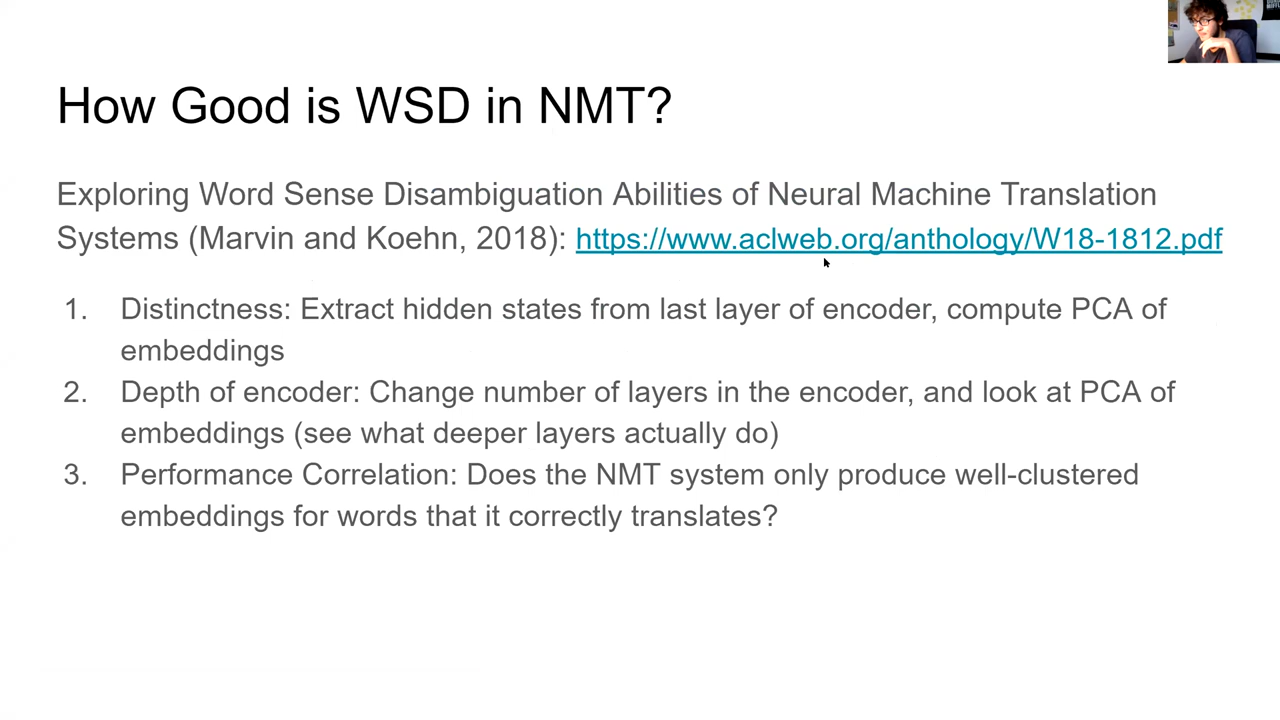 How Good is WSD in NMT?
Exploring Word Sense Disambiguation Abilities of Neural Machine Translation
Systems (Marvin and Koehn, 2018): https://www.aclweb.org/anthology/W18-1812.pdf
1. Distinctness: Extract hidden states from last layer of encoder, compute PCA of
embeddings
2. Depth of encoder: Change number of layers in the encoder, and look at PCA of
embeddings (see what deeper layers actually do)
3. Performance Correlation: Does the NMT system only produce well-clustered
embeddings for words that it correctly translates?